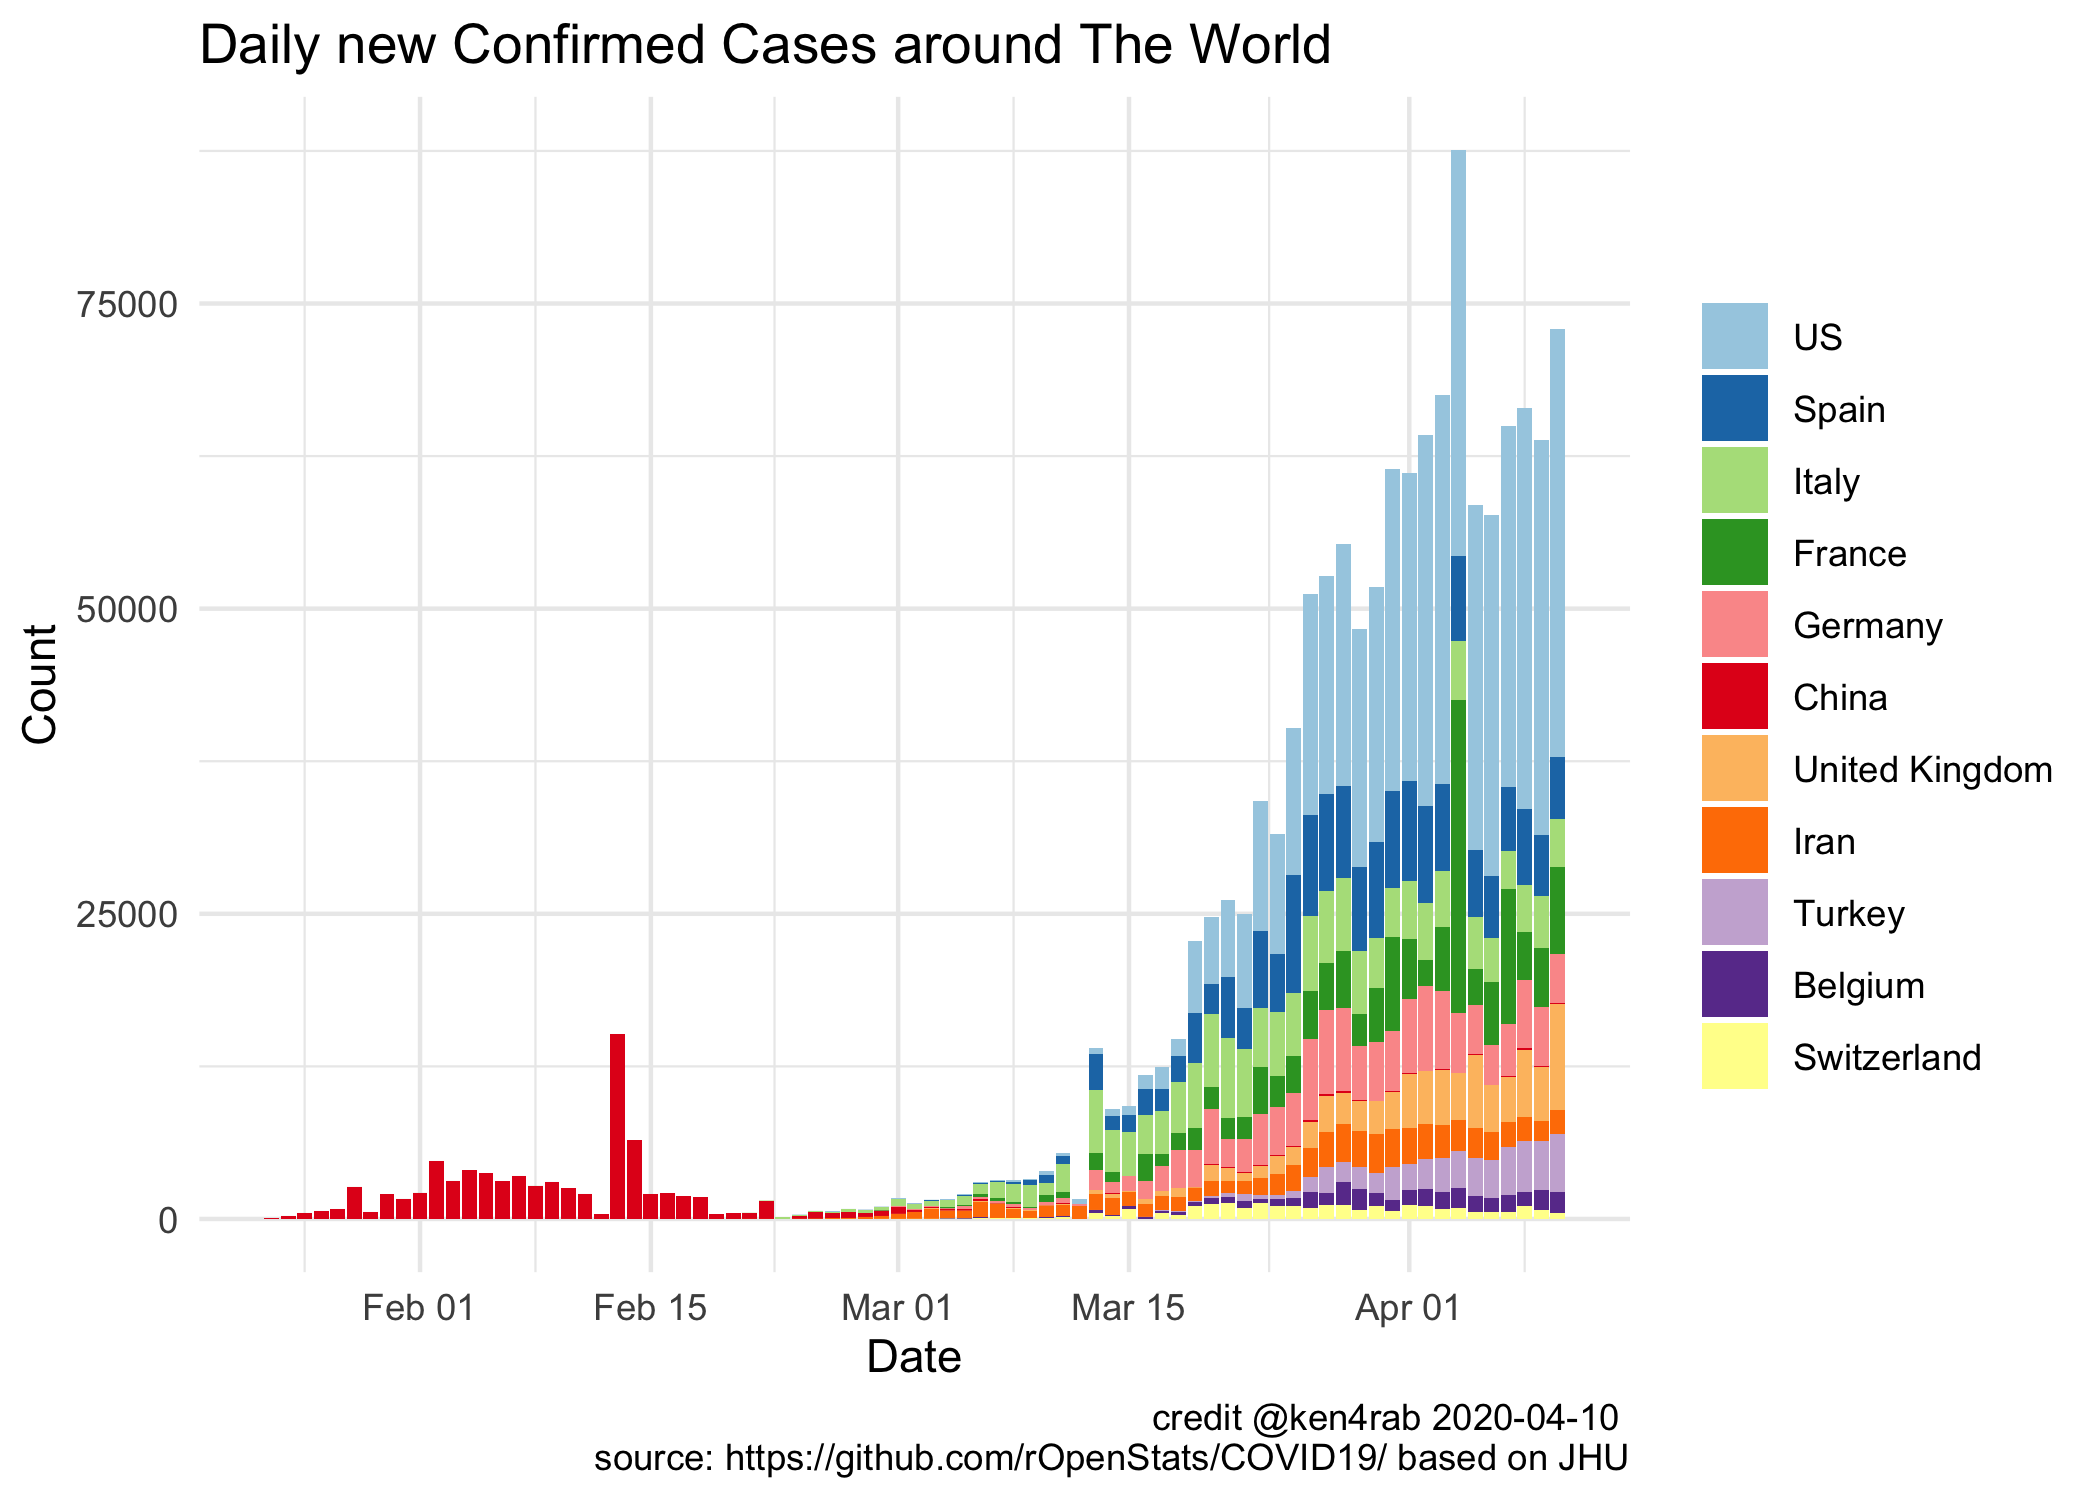 Daily new Confirmed Cases around The World
Count
75000
50000
25000
0
Feb 01
Feb 15
Mar 01
Mar 15
Apr 01
Date
US
Spain
Italy
France
Germany
China
United Kingdom
Iran
Turkey
Belgium
Switzerland
credit @ken4rab 2020-04-10
source: https://github.com/rOpenStats/COVID19/ based on JHU